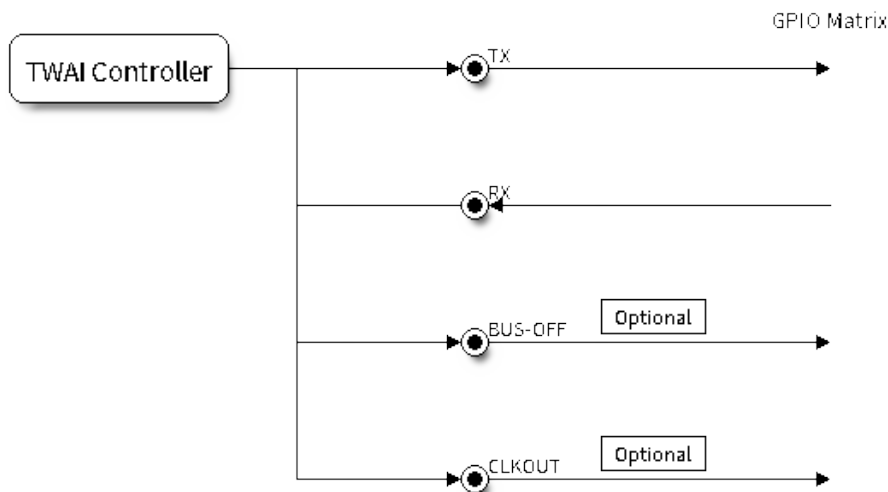 GPIO Matrix
TX
TWAI Controller
RX
Optional
BUS-OFF
Optional
CLKOUT